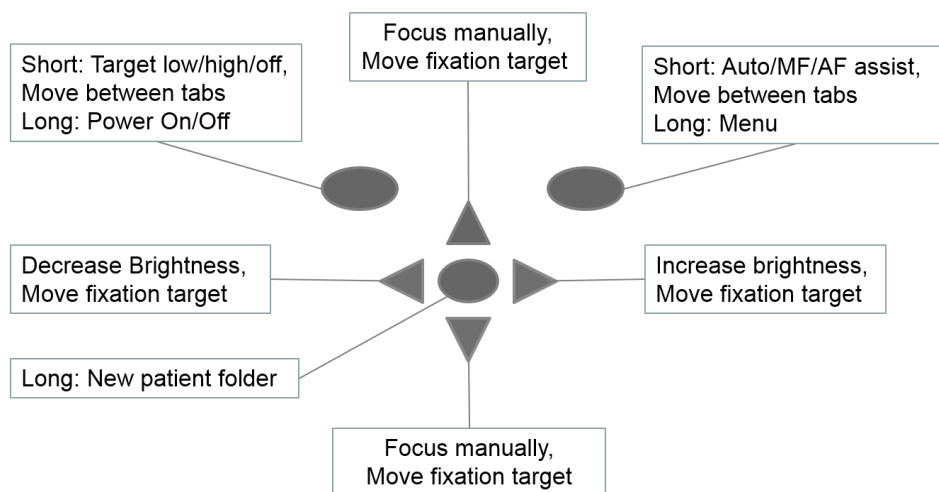 Focus manually,
Move fixation target
Short: Target low/high/off,
Move between tabs
Long: Power On/Off
Short: Auto/MF/AF assist,
Move between tabs
Long: Menu
Decrease Brightness,
Move fixation target
Increase brightness,
Move fixation target
Long: New patient folder
Focus manually,
Move fixation target